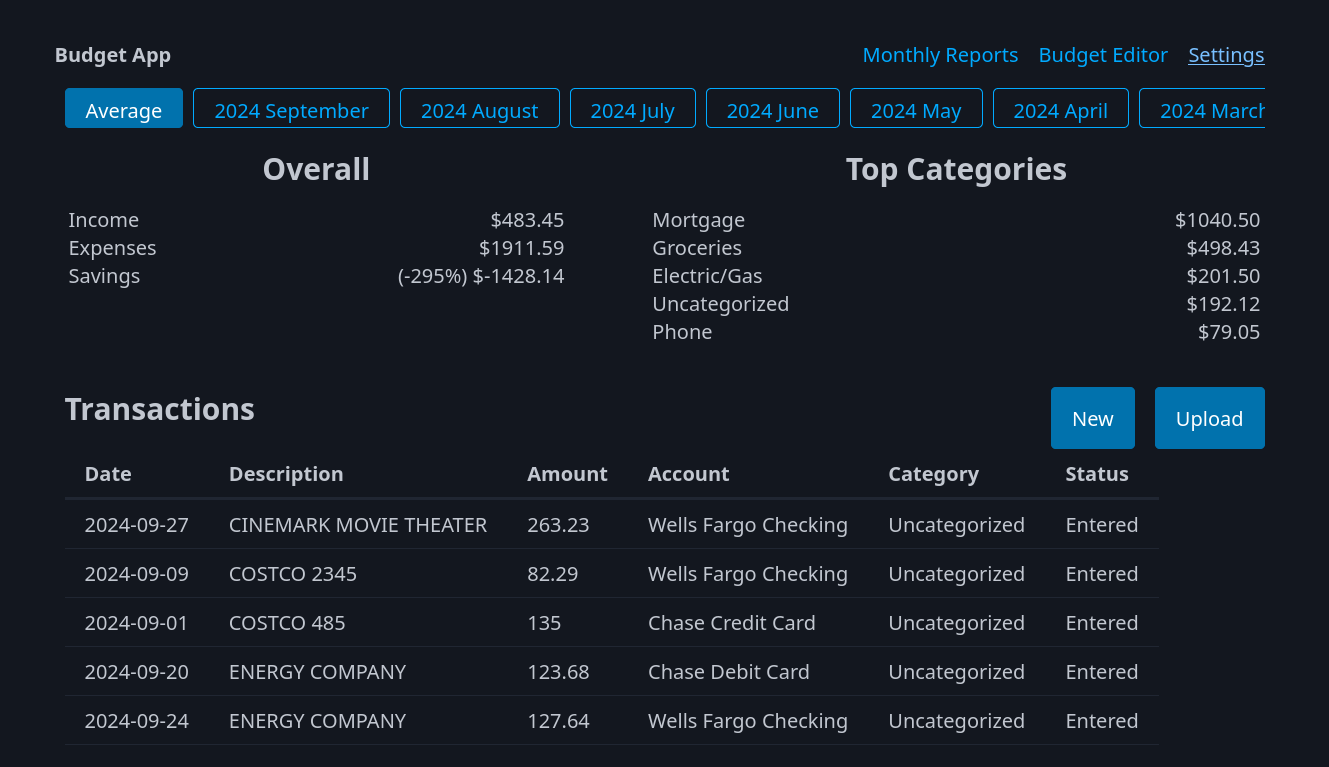 Budget App Monthly Reports Budget Editor Settings
Average 2024 September 2024 August 2024 July 2024 June 2024 May 2024 April 2024 March
Overall
Income $483.45
Expenses $1911.59
Savings (-295%) $-1428.14
Top Categories
Mortgage $1040.50
Groceries $498.43
Electric/Gas $201.50
Uncategorized $192.12
Phone $79.05
Transactions New Upload
Date Description Amount Account Category Status
2024-09-27 CINEMARK MOVIE THEATER 263.23 Wells Fargo Checking Uncategorized Entered
2024-09-09 COSTCO 2345 82.29 Wells Fargo Checking Uncategorized Entered
2024-09-01 COSTCO 485 135 Chase Credit Card Uncategorized Entered
2024-09-20 ENERGY COMPANY 123.68 Chase Debit Card Uncategorized Entered
2024-09-24 ENERGY COMPANY 127.64 Wells Fargo Checking Uncategorized Entered